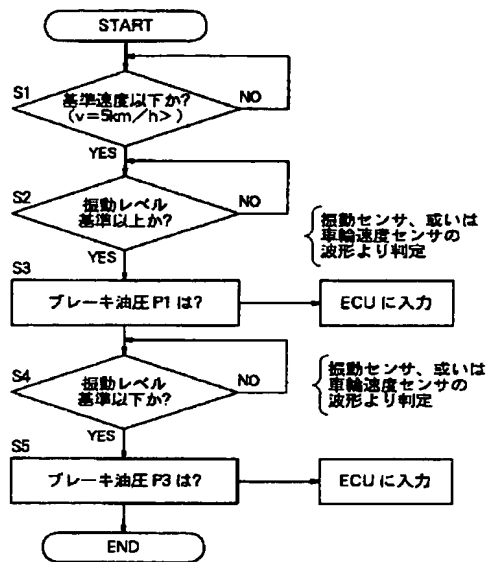 START
S1
基準速度以下か?
(v=5km/h>)
NO
YES
S2
振動レベル
基準以上か?
NO
YES
振動センサ、或いは
車輪速度センサの
波形より判定
S3
ブレーキ油圧 P1 は?
ECU に入力
S4
振動レベル
基準以下か?
NO
YES
振動センサ、或いは
車輪速度センサの
波形より判定
S5
ブレーキ油圧 P3 は?
ECU に入力
END